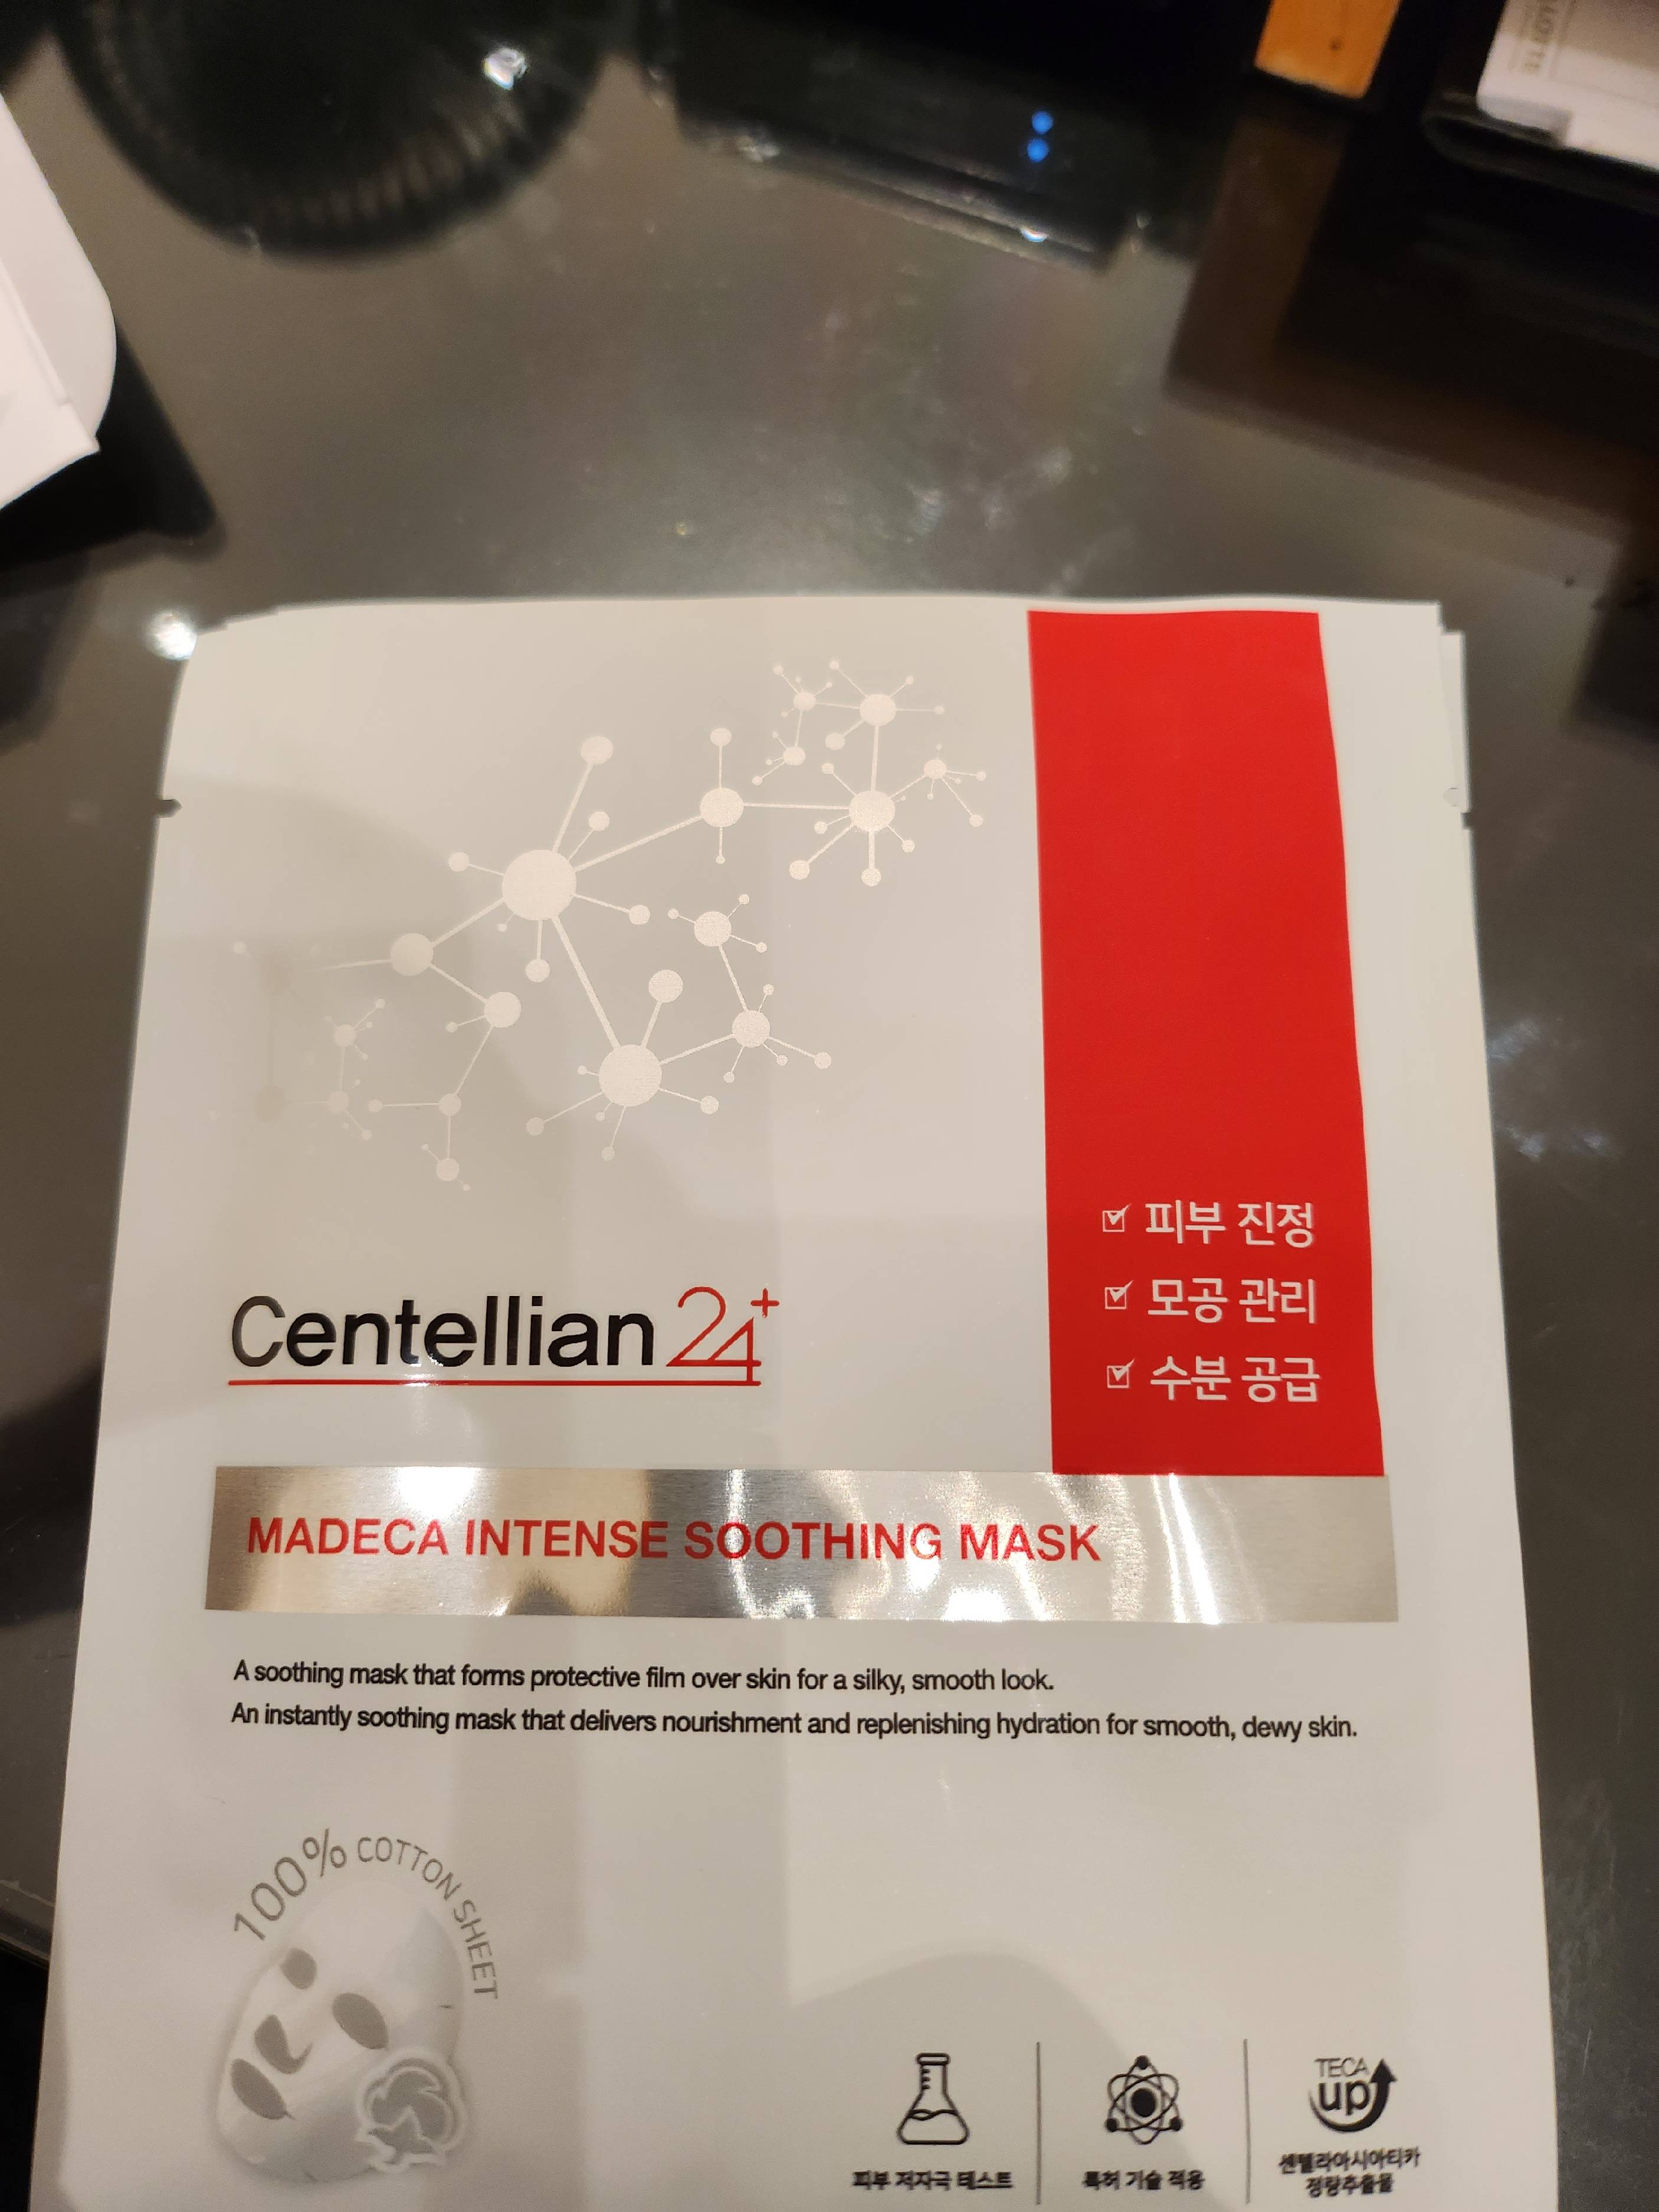 피부 진정
모공 관리
수분 공급
Centellian 24+
MADECA INTENSE SOOTHING MASK
A soothing mask that forms protective film over skin for a silky, smooth look.
An instantly soothing mask that delivers nourishment and replenishing hydration for smooth, dewy skin.
100% COTTON SHEET
피부 저자극 테스트
특허 기술 적용
TECA
up
센텔라아시아티카
정량추출물